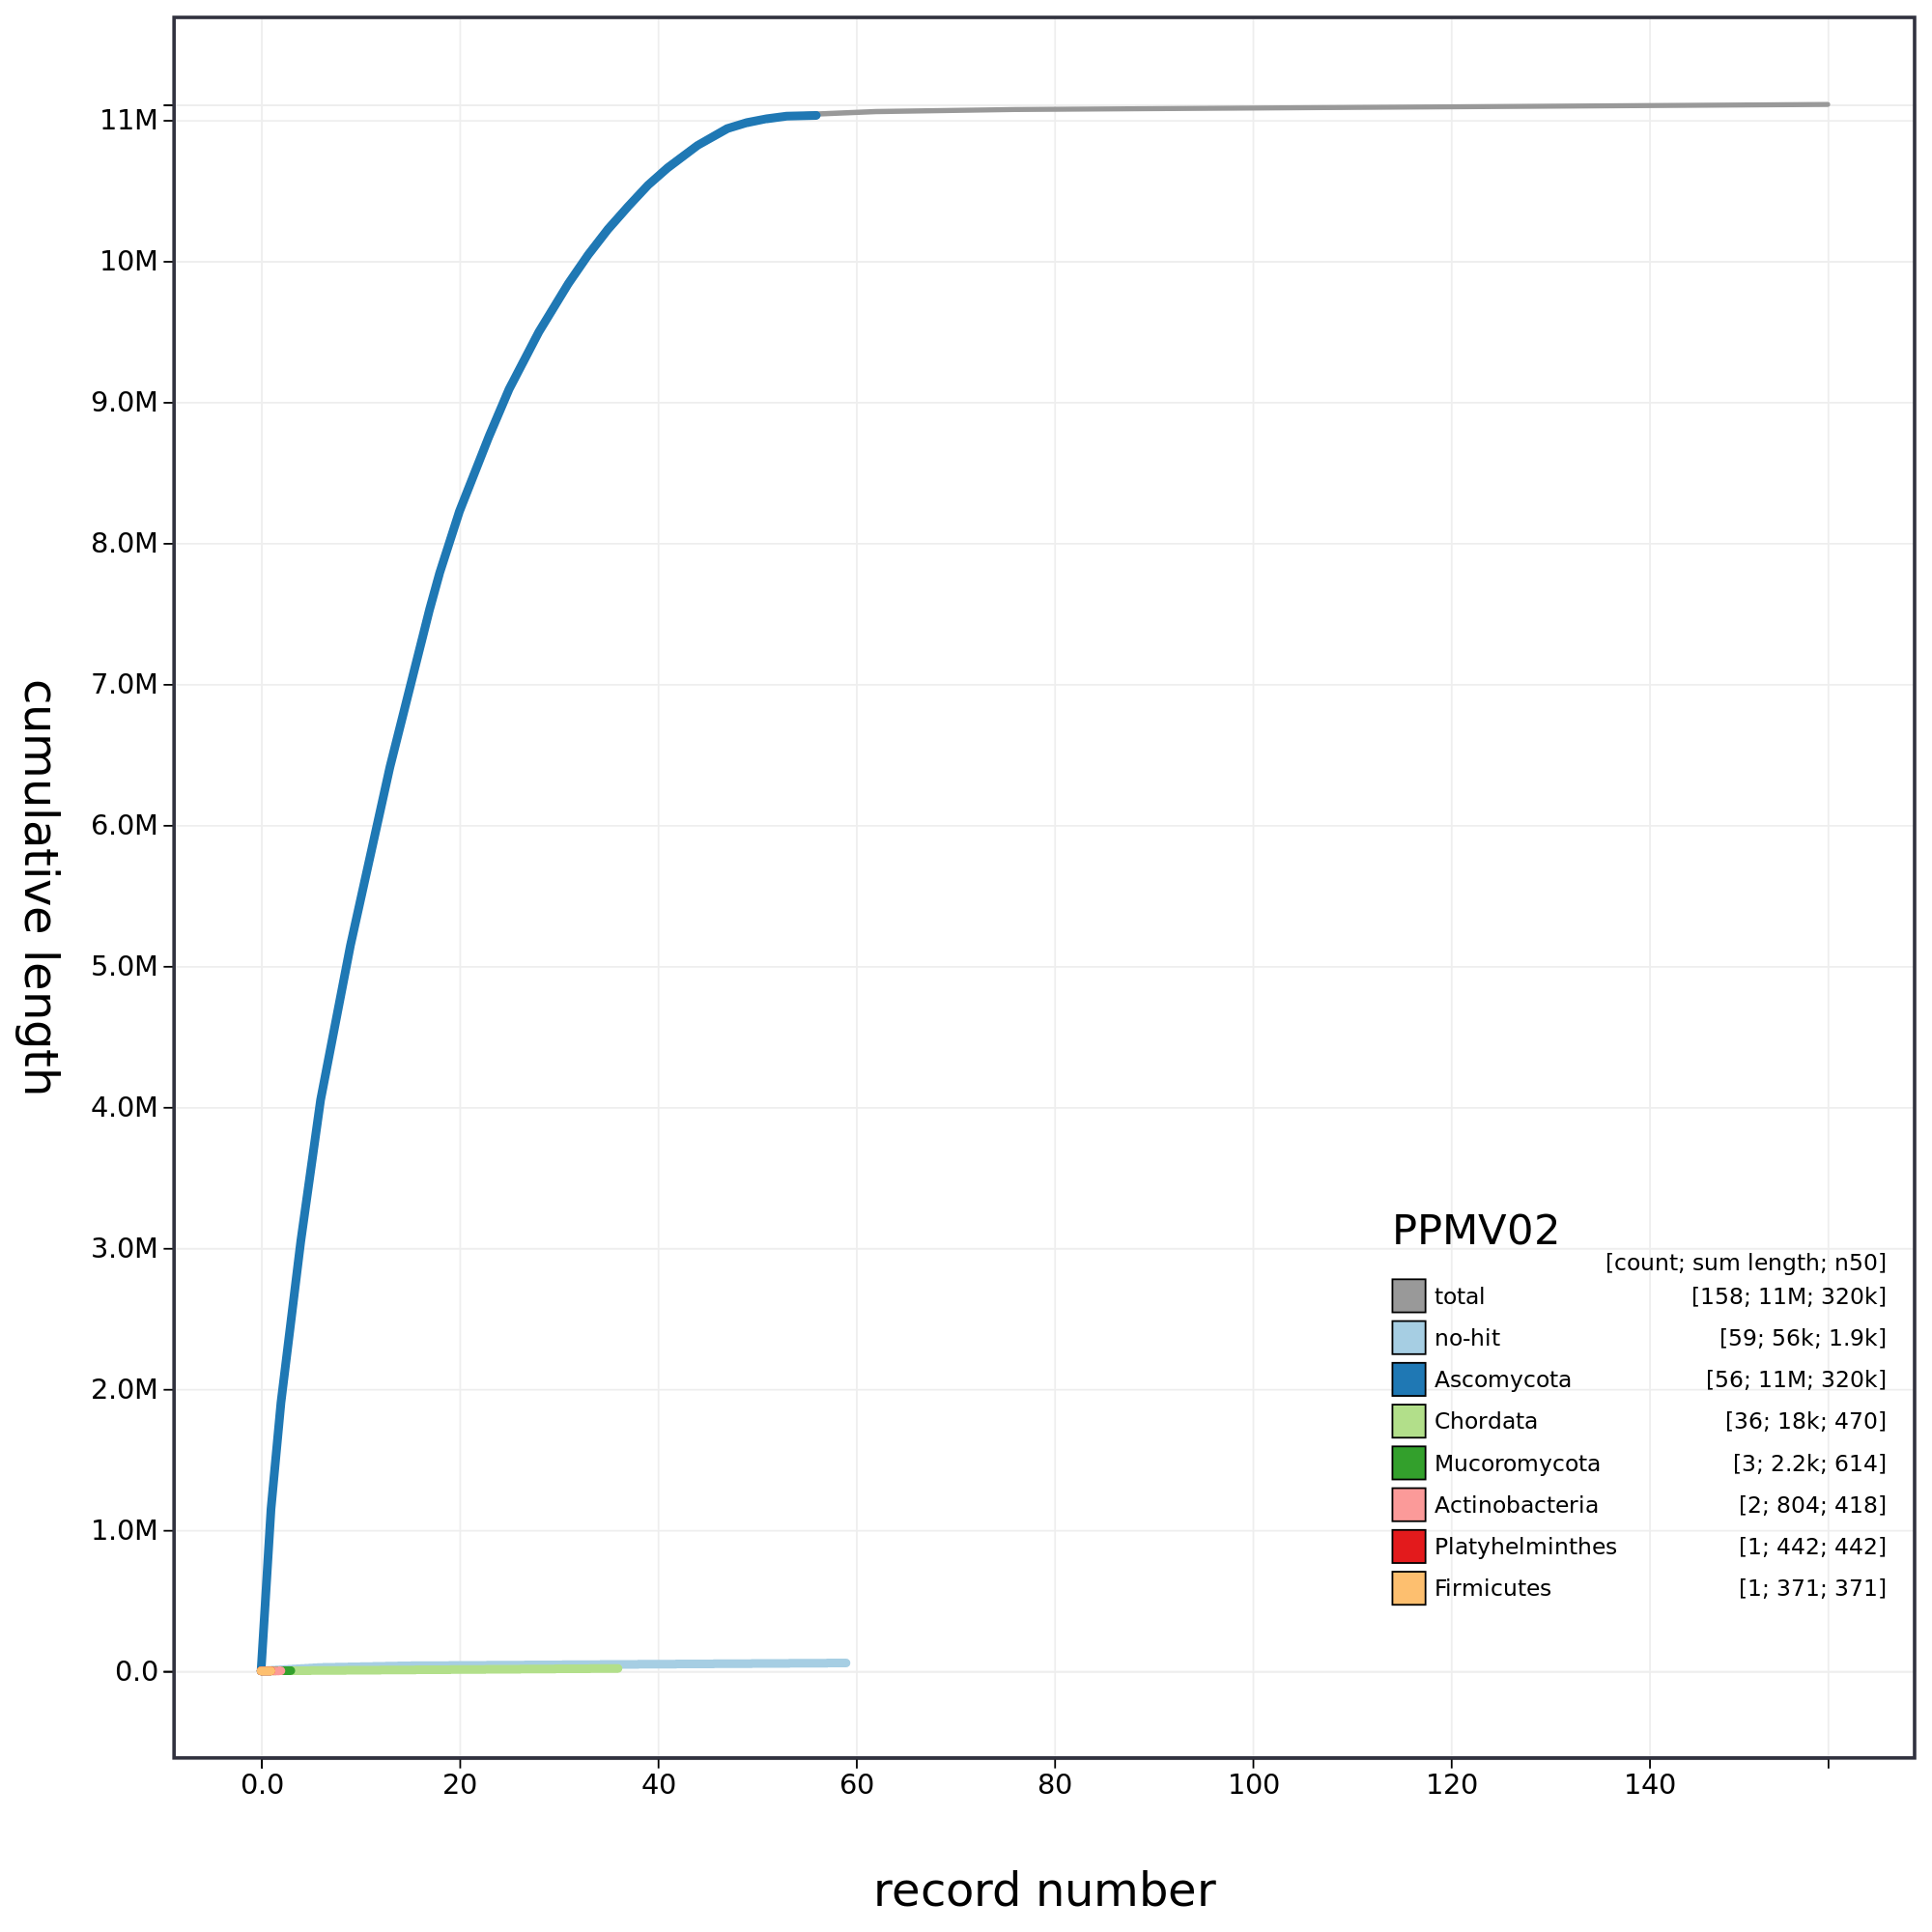 cumulative length
11M
10M
9.0M
8.0M
7.0M
6.0M
5.0M
4.0M
3.0M
2.0M
1.0M
0.0
PPMV02
[count; sum length; n50]
total [158; 11M; 320k]
no-hit [59; 56k; 1.9k]
Ascomycota [56; 11M; 320k]
Chordata [36; 18k; 470]
Mucoromycota [3; 2.2k; 614]
Actinobacteria [2; 804; 418]
Platyhelminthes [1; 442; 442]
Firmicutes [1; 371; 371]
0.0 20 40 60 80 100 120 140
record number